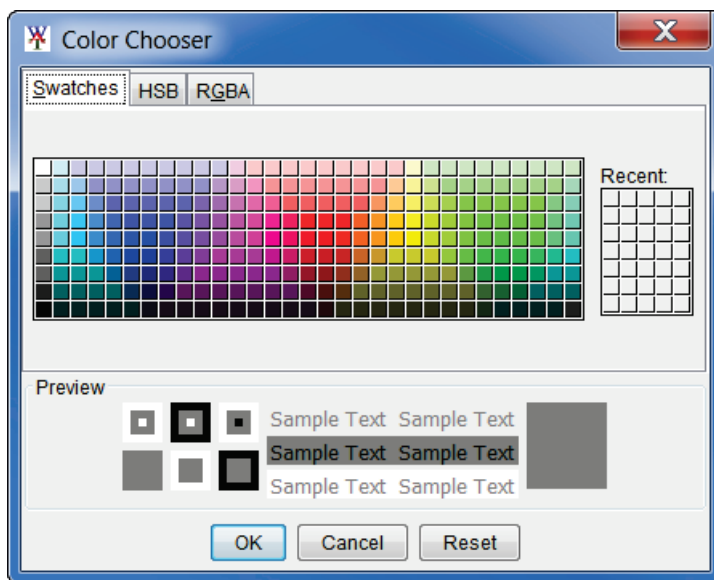 Color Chooser
Swatches HSB RGBA
Recent:
Preview
Sample Text Sample Text
Sample Text Sample Text
Sample Text Sample Text
OK Cancel Reset